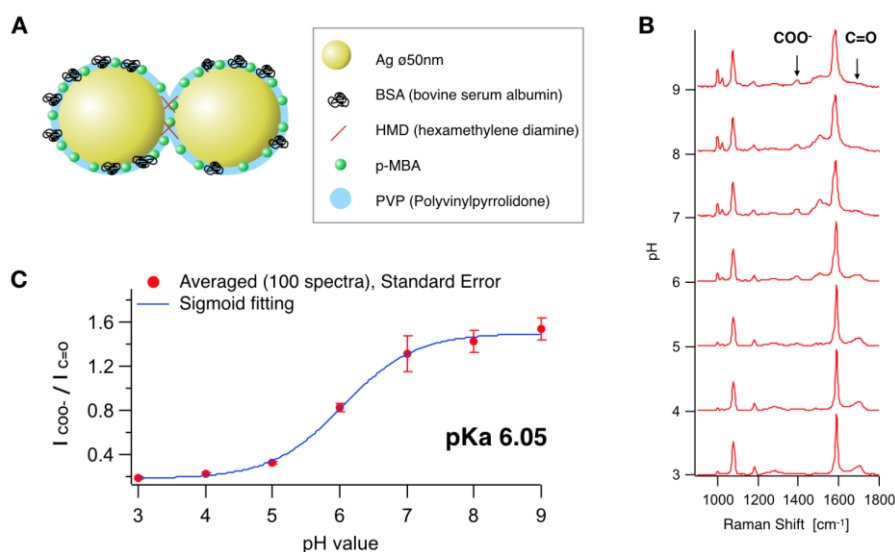 A
Ag ø50nm
BSA (bovine serum albumin)
HMD (hexamethylene diamine)
p-MBA
PVP (Polyvinylpyrrolidone)
B
COO-
C=O
9
8
7
6
5
4
3
pH
1000 1200 1400 1600 1800
Raman Shift [cm-1]
C
Averaged (100 spectra), Standard Error
Sigmoid fitting
1.6
1.2
0.8
0.4
I coo- / I c=o
pKa 6.05
3 4 5 6 7 8 9
pH value